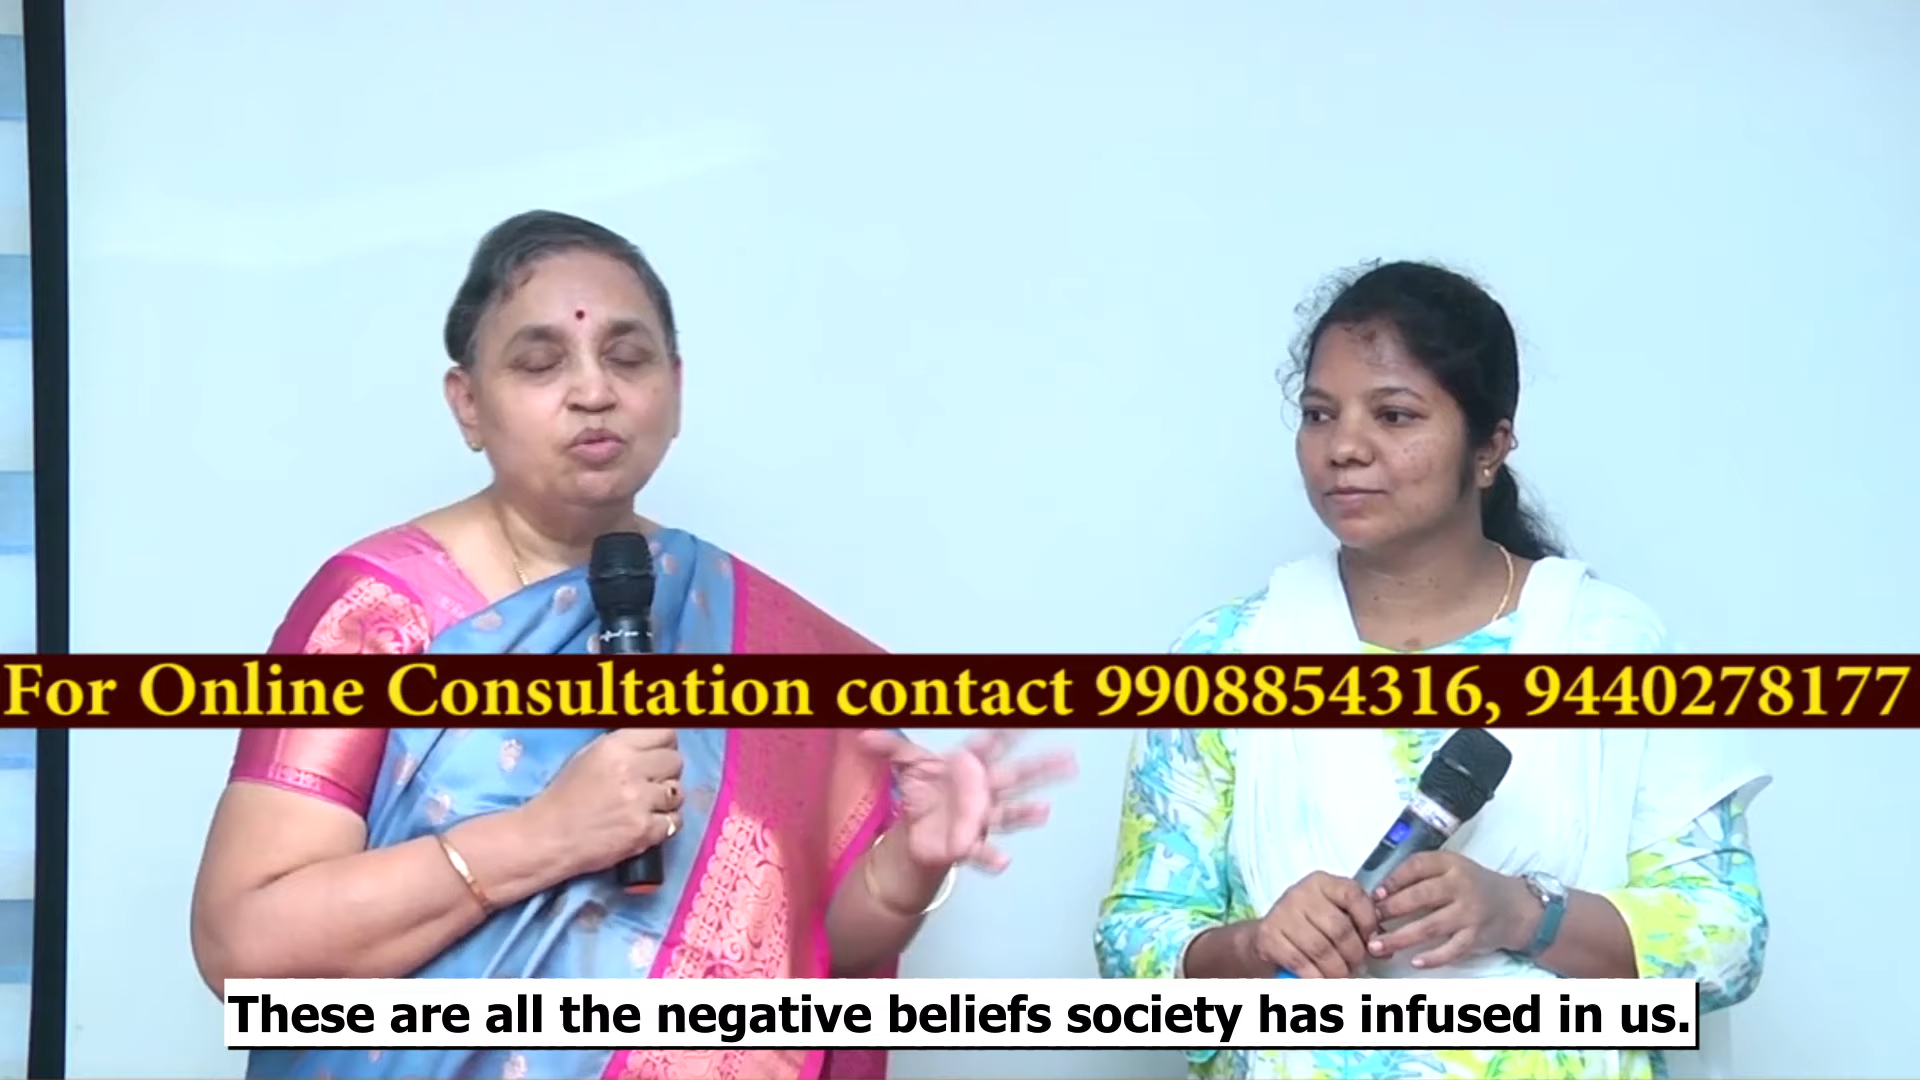 For Online Consultation contact 9908854316, 9440278177
These are all the negative beliefs society has infused in us.